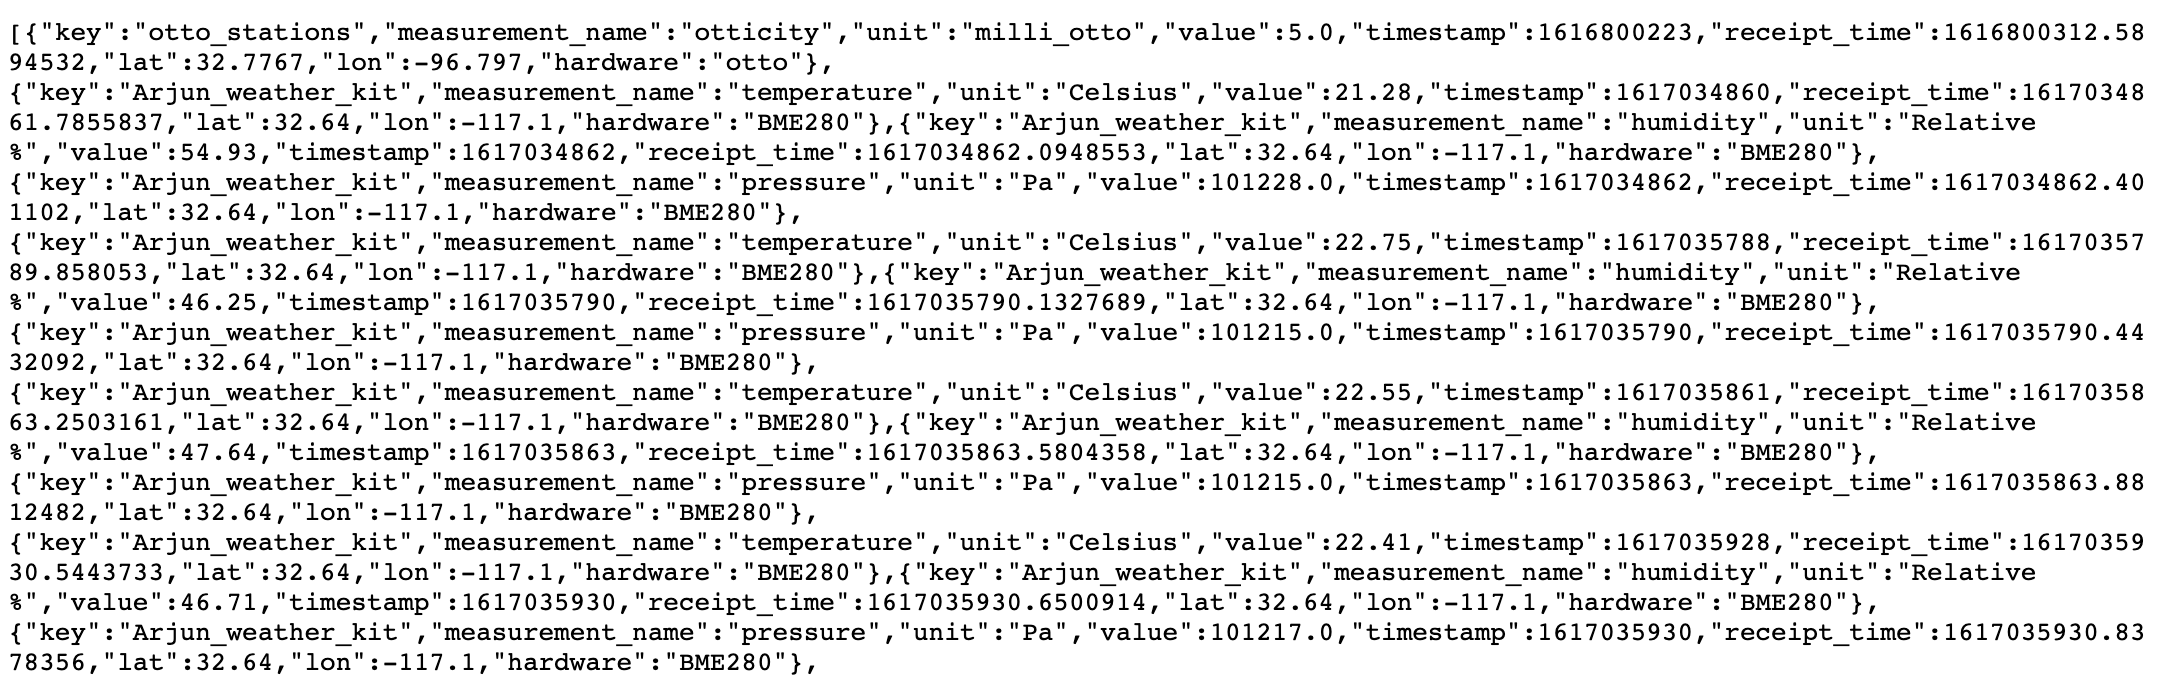 [{"key":"otto_stations","measurement_name":"otticity","unit":"milli_otto","value":5.0,"timestamp":1616800223,"receipt_time":1616800312.58
94532,"lat":32.7767,"lon":-96.797,"hardware":"otto"},
{"key":"Arjun_weather_kit","measurement_name":"temperature","unit":"Celsius","value":21.28,"timestamp":1617034860,"receipt_time":16170348
61.7855837,"lat":32.64,"lon":-117.1,"hardware":"BME280"},{"key":"Arjun_weather_kit","measurement_name":"humidity","unit":"Relative
%","value":54.93,"timestamp":1617034862,"receipt_time":1617034862.0948553,"lat":32.64,"lon":-117.1,"hardware":"BME280"},
{"key":"Arjun_weather_kit","measurement_name":"pressure","unit":"Pa","value":101228.0,"timestamp":1617034862,"receipt_time":1617034862.40
1102,"lat":32.64,"lon":-117.1,"hardware":"BME280"},
{"key":"Arjun_weather_kit","measurement_name":"temperature","unit":"Celsius","value":22.75,"timestamp":1617035788,"receipt_time":16170357
89.858053,"lat":32.64,"lon":-117.1,"hardware":"BME280"},{"key":"Arjun_weather_kit","measurement_name":"humidity","unit":"Relative
%","value":46.25,"timestamp":1617035790,"receipt_time":1617035790.1327689,"lat":32.64,"lon":-117.1,"hardware":"BME280"},
{"key":"Arjun_weather_kit","measurement_name":"pressure","unit":"Pa","value":101215.0,"timestamp":1617035790,"receipt_time":1617035790.44
32092,"lat":32.64,"lon":-117.1,"hardware":"BME280"},
{"key":"Arjun_weather_kit","measurement_name":"temperature","unit":"Celsius","value":22.55,"timestamp":1617035861,"receipt_time":16170358
63.2503161,"lat":32.64,"lon":-117.1,"hardware":"BME280"},{"key":"Arjun_weather_kit","measurement_name":"humidity","unit":"Relative
%","value":47.64,"timestamp":1617035863,"receipt_time":1617035863.5804358,"lat":32.64,"lon":-117.1,"hardware":"BME280"},
{"key":"Arjun_weather_kit","measurement_name":"pressure","unit":"Pa","value":101215.0,"timestamp":1617035863,"receipt_time":1617035863.88
12482,"lat":32.64,"lon":-117.1,"hardware":"BME280"},
{"key":"Arjun_weather_kit","measurement_name":"temperature","unit":"Celsius","value":22.41,"timestamp":1617035928,"receipt_time":16170359
30.5443733,"lat":32.64,"lon":-117.1,"hardware":"BME280"},{"key":"Arjun_weather_kit","measurement_name":"humidity","unit":"Relative
%","value":46.71,"timestamp":1617035930,"receipt_time":1617035930.6500914,"lat":32.64,"lon":-117.1,"hardware":"BME280"},
{"key":"Arjun_weather_kit","measurement_name":"pressure","unit":"Pa","value":101217.0,"timestamp":1617035930,"receipt_time":1617035930.83
78356,"lat":32.64,"lon":-117.1,"hardware":"BME280"},